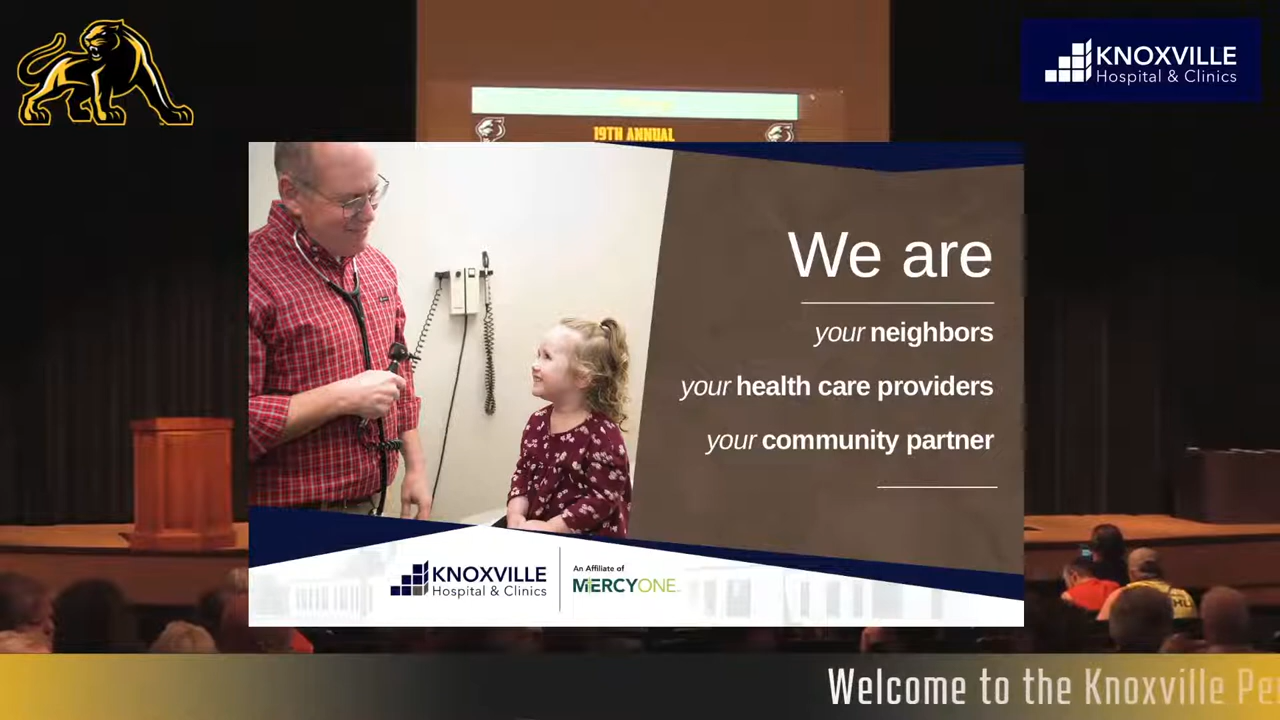 KNOXVILLE
Hospital & Clinics
19TH ANNUAL
We are
your neighbors
your health care providers
your community partner
KNOXVILLE
Hospital & Clinics
An Affiliate of
MERCYONE
Welcome to the Knoxville